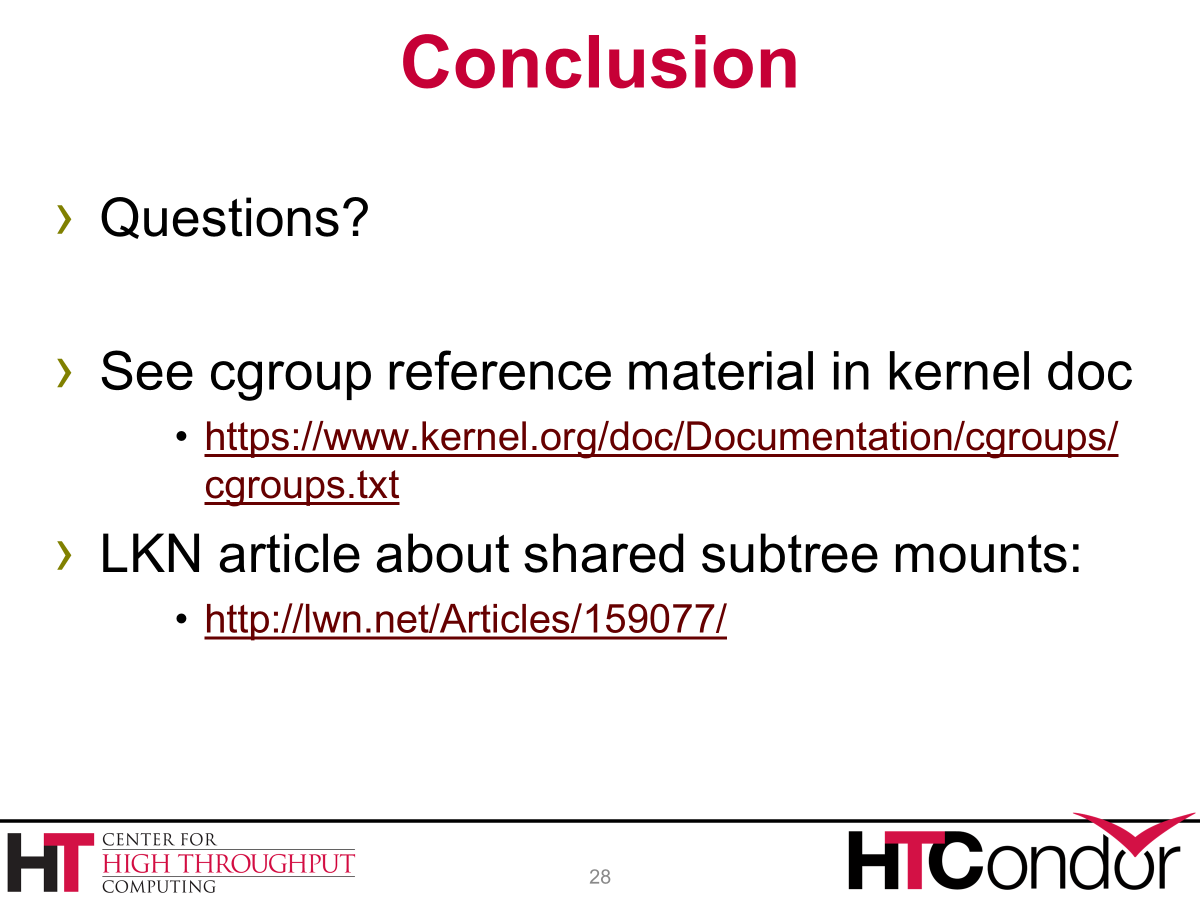 Conclusion
› Questions?
› See cgroup reference material in kernel doc
• https://www.kernel.org/doc/Documentation/cgroups/
cgroups.txt
› LKN article about shared subtree mounts:
• http://lwn.net/Articles/159077/
HT
CENTER FOR
HIGH THROUGHPUT
COMPUTING
28
HTCondor